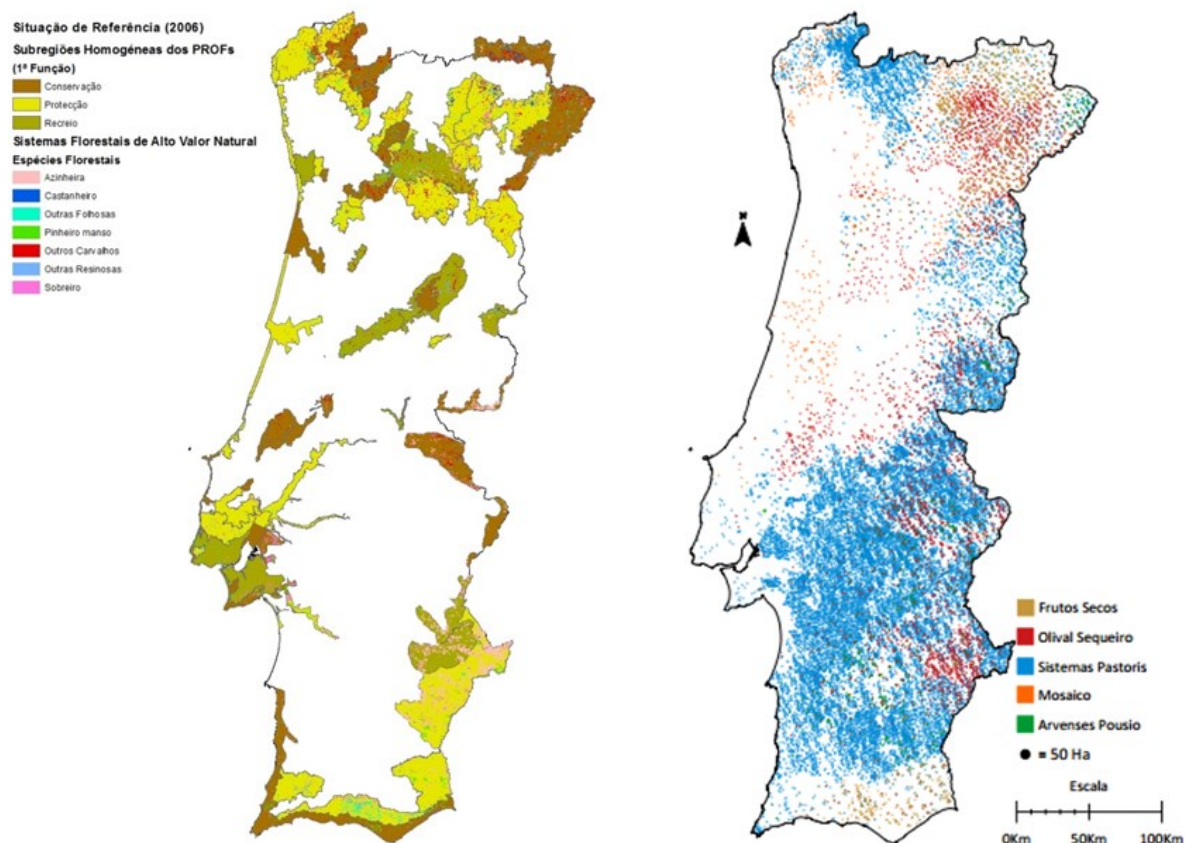 Situação de Referência (2006)
Subregiões Homogéneas dos PROFs
(1ª Função)
Conservação
Protecção
Recreio
Sistemas Florestais de Alto Valor Natural
Espécies Florestais
Azinheira
Castanheiro
Outras Folhosas
Pinheiro manso
Outros Carvalhos
Outras Resinosas
Sobreiro
N
Frutos Secos
Olival Sequeiro
Sistemas Pastoris
Mosaico
Arvenses Pousio
= 50 Ha
Escala
0Km 50Km 100Km